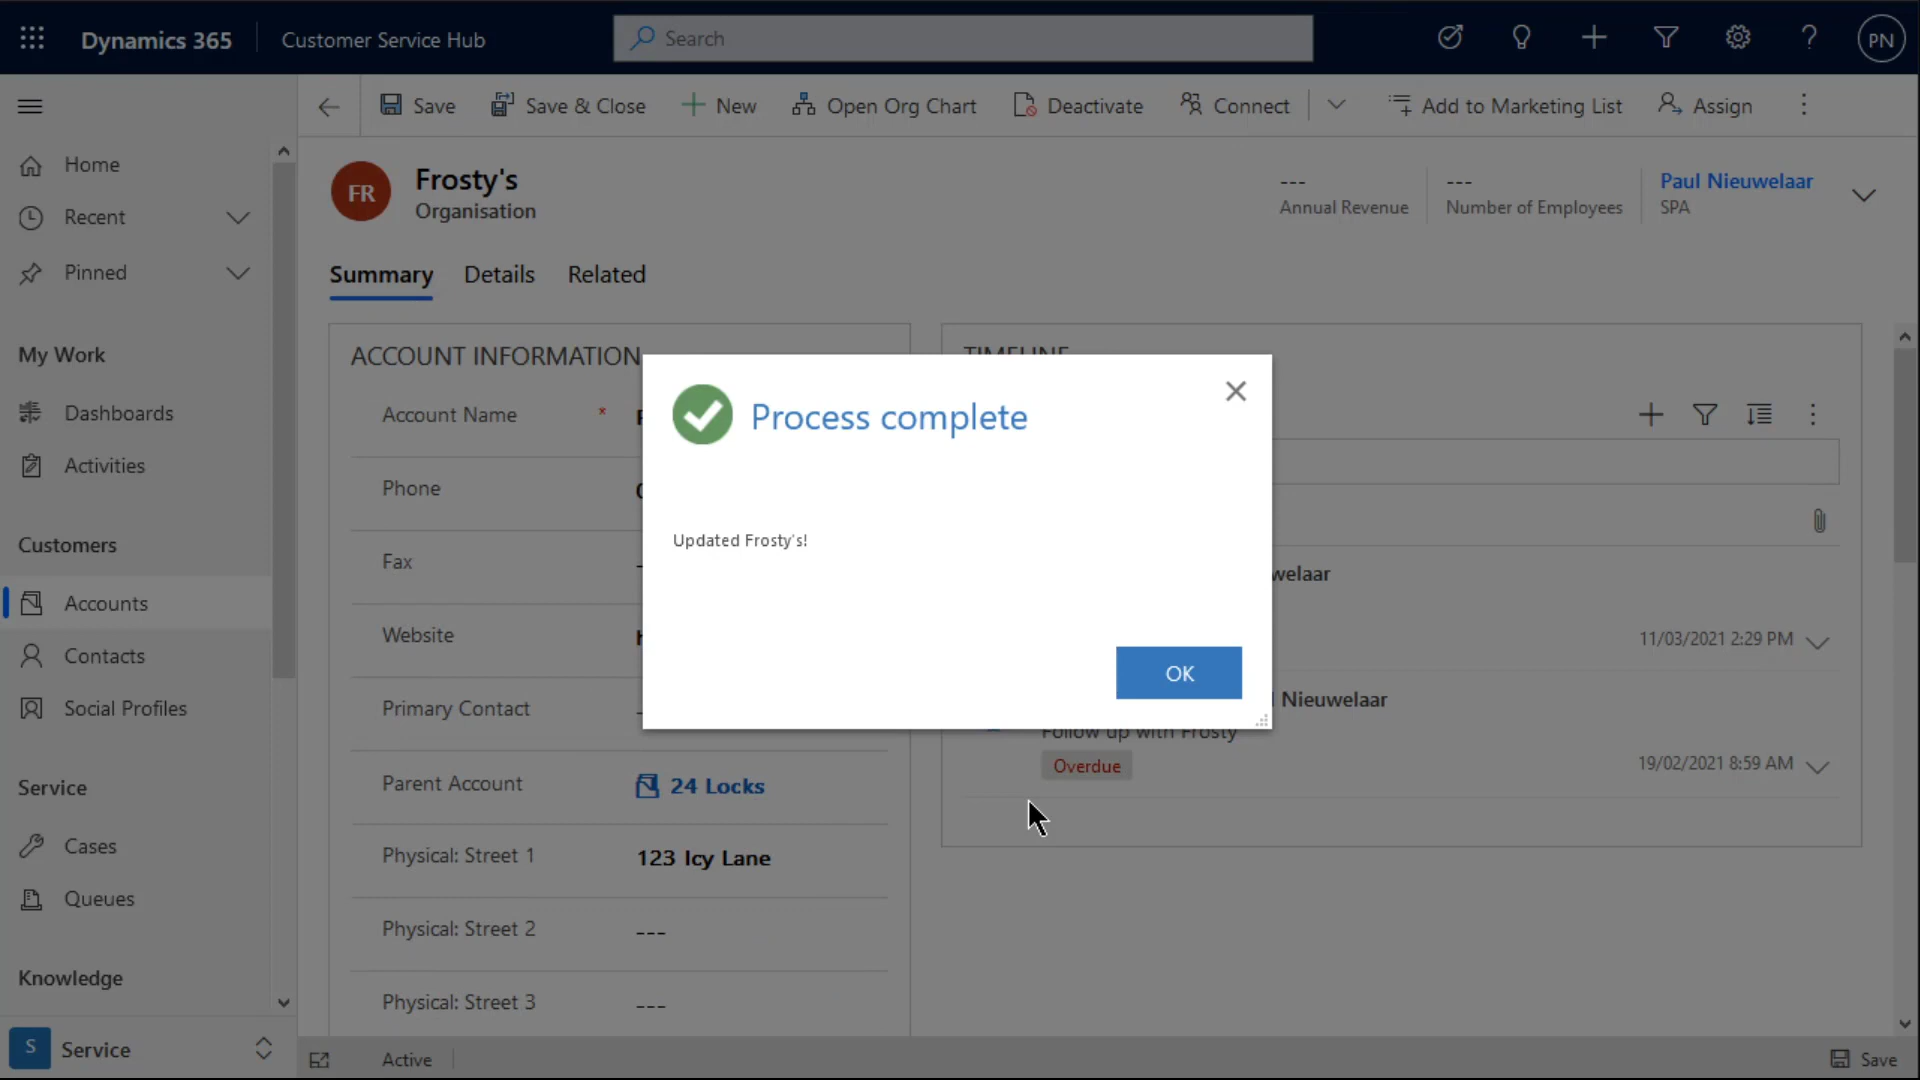 Dynamics 365
Customer Service Hub
Search
PN
Save
Save & Close
New
Open Org Chart
Deactivate
Connect
Add to Marketing List
Assign
Home
Recent
Pinned
My Work
Dashboards
Activities
Customers
Accounts
Contacts
Social Profiles
Service
Cases
Queues
Knowledge
S
Service
FR
Frosty's
Organisation
---
Annual Revenue
---
Number of Employees
Paul Nieuwelaar
SPA
Summary
Details
Related
ACCOUNT INFORMATION
Account Name *
Phone
Fax
Website
Primary Contact
Parent Account
24 Locks
Physical: Street 1
123 Icy Lane
Physical: Street 2
---
Physical: Street 3
---
TIMELINE
Process complete
Updated Frosty's!
OK
11/03/2021 2:29 PM
Nieuwelaar
Follow up with Frosty
Overdue
19/02/2021 8:59 AM
Active
Save